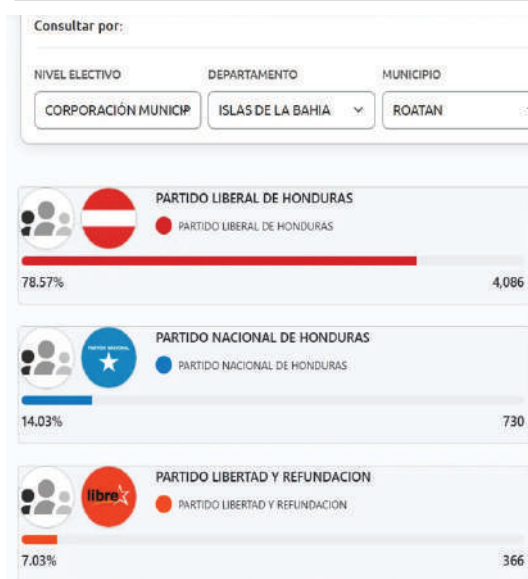 Consultar por:
NIVEL ELECTIVO DEPARTAMENTO MUNICIPIO
CORPORACIÓN MUNICIP ISLAS DE LA BAHIA ROATAN
PARTIDO LIBERAL DE HONDURAS
PARTIDO LIBERAL DE HONDURAS
78.57% 4,086
PARTIDO NACIONAL DE HONDURAS
PARTIDO NACIONAL
PARTIDO NACIONAL DE HONDURAS
14.03% 730
PARTIDO LIBERTAD Y REFUNDACION
libre
PARTIDO LIBERTAD Y REFUNDACION
7.03% 366